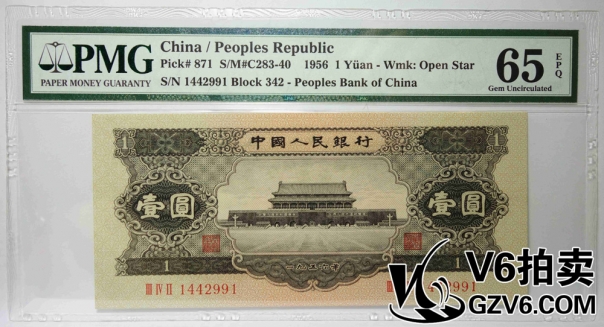 PMG
PAPER MONEY GUARANTY
China / Peoples Republic
Pick# 871 S/M#C283-40 1956 1 Yüan - Wmk: Open Star
S/N 1442991 Block 342 - Peoples Bank of China
65 EPQ
Gem Uncirculated
1 中國人民銀行
壹圓 壹圓
一九五六年
1 1
III IV II 1442991
442991
V6拍卖
GZV6.COM